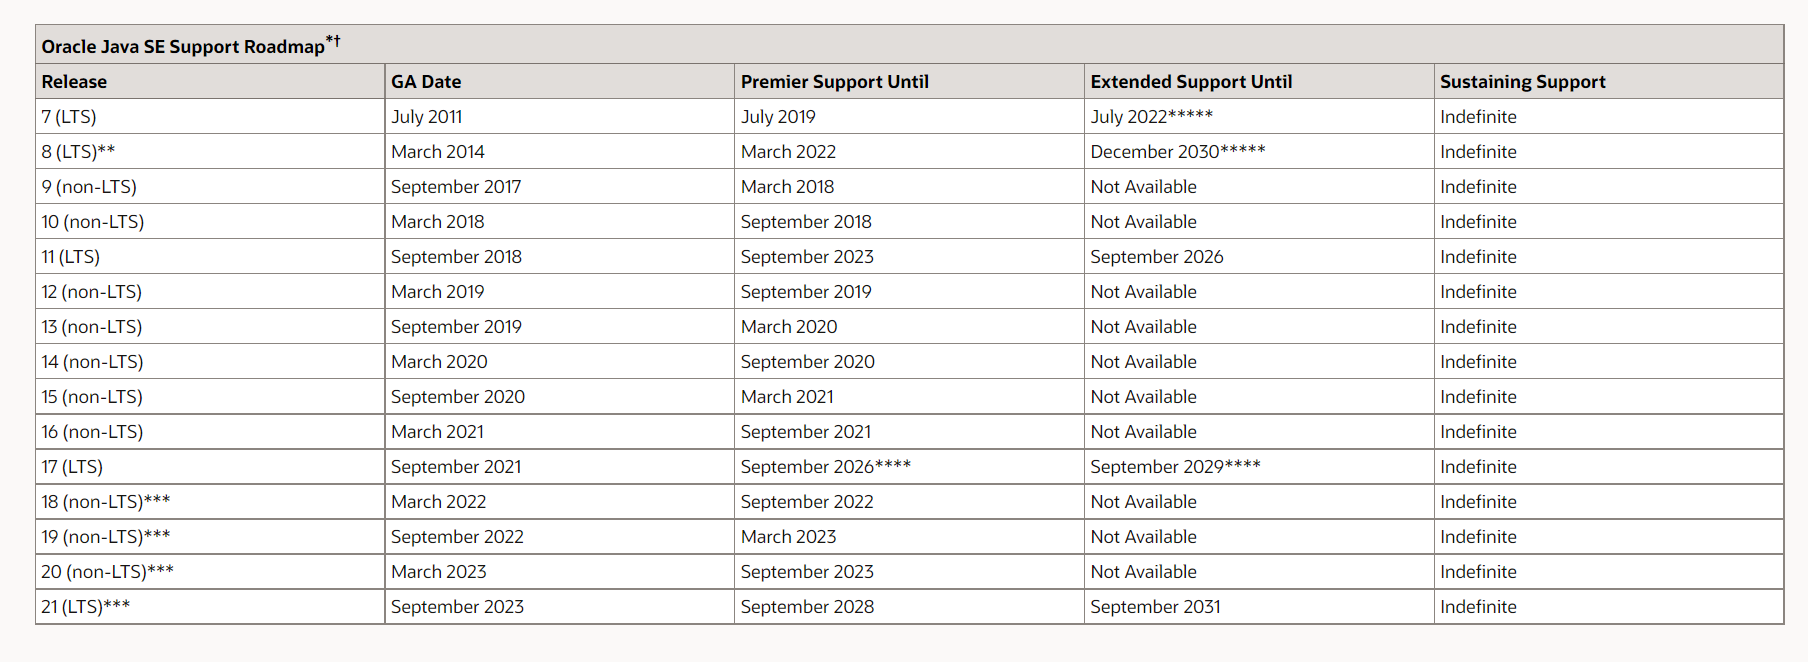 Oracle Java SE Support Roadmap*†
Release GA Date Premier Support Until Extended Support Until Sustaining Support
7 (LTS) July 2011 July 2019 July 2022***** Indefinite
8 (LTS)** March 2014 March 2022 December 2030***** Indefinite
9 (non-LTS) September 2017 March 2018 Not Available Indefinite
10 (non-LTS) March 2018 September 2018 Not Available Indefinite
11 (LTS) September 2018 September 2023 September 2026 Indefinite
12 (non-LTS) March 2019 September 2019 Not Available Indefinite
13 (non-LTS) September 2019 March 2020 Not Available Indefinite
14 (non-LTS) March 2020 September 2020 Not Available Indefinite
15 (non-LTS) September 2020 March 2021 Not Available Indefinite
16 (non-LTS) March 2021 September 2021 Not Available Indefinite
17 (LTS) September 2021 September 2026**** September 2029**** Indefinite
18 (non-LTS)*** March 2022 September 2022 Not Available Indefinite
19 (non-LTS)*** September 2022 March 2023 Not Available Indefinite
20 (non-LTS)*** March 2023 September 2023 Not Available Indefinite
21 (LTS)*** September 2023 September 2028 September 2031 Indefinite